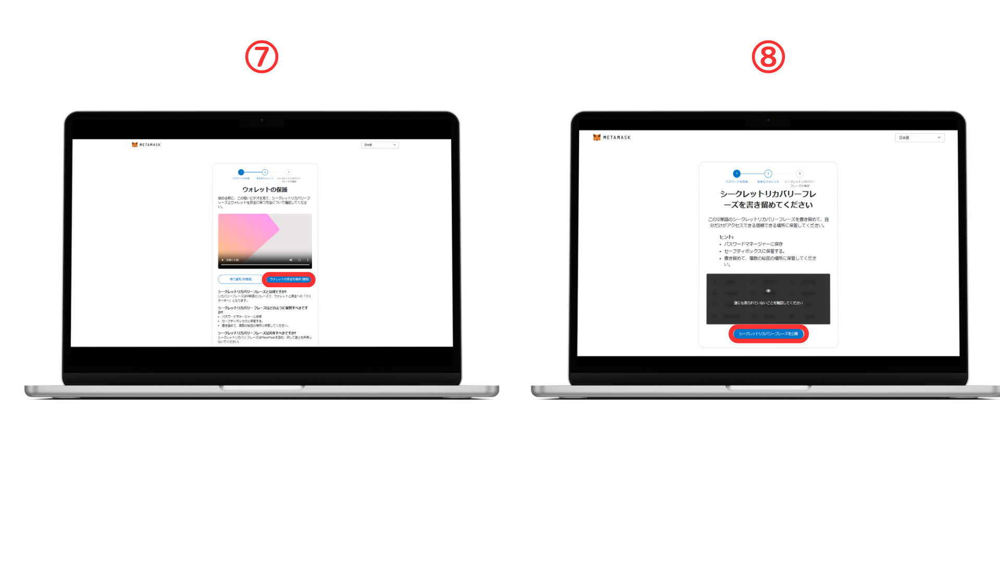 ⑦
METAMASK
日本語
1
2
3
パスワードを作成
安全なウォレット
シークレットリカバリー
フレーズの確認
ウォレットの保護
始める前に、この短いビデオを見て、シークレットリカバリーフ
レーズとウォレットを安全に保つ方法について確認してくださ
い。
0:00 / 1:35
後で通知 (非推奨)
ウォレットの安全を確保 (推奨)
シークレットリカバリーフレーズとは何ですか?
リカバリーフレーズは12単語のフレーズで、ウォレットと資金への「マス
ターキー」となります。
シークレットリカバリー フレーズはどのように保管すべきです
か?
• パスワードマネージャーに保存
• セーフティボックスに保管する。
• 書き留めて、複数の秘密の場所に保管してください。
シークレットリカバリーフレーズは共有すべきですか?
シークレットリカバリ フレーズはMetaMaskを含め、決して誰とも共有し
ないでください!
⑧
METAMASK
日本語
1
2
3
パスワードを作成
安全なウォレット
シークレットリカバリー
フレーズの確認
シークレットリカバリーフレ
ーズを書き留めてください
この12単語のシークレットリカバリーフレーズを書き留めて、自
分だけがアクセスできる信頼できる場所に保管してください。
ヒント:
• パスワードマネージャーに保存
• セーフティボックスに保管する。
• 書き留めて、複数の秘密の場所に保管してくださ
い。
誰にも見られていないことを確認してください
シークレットリカバリーフレーズを公開